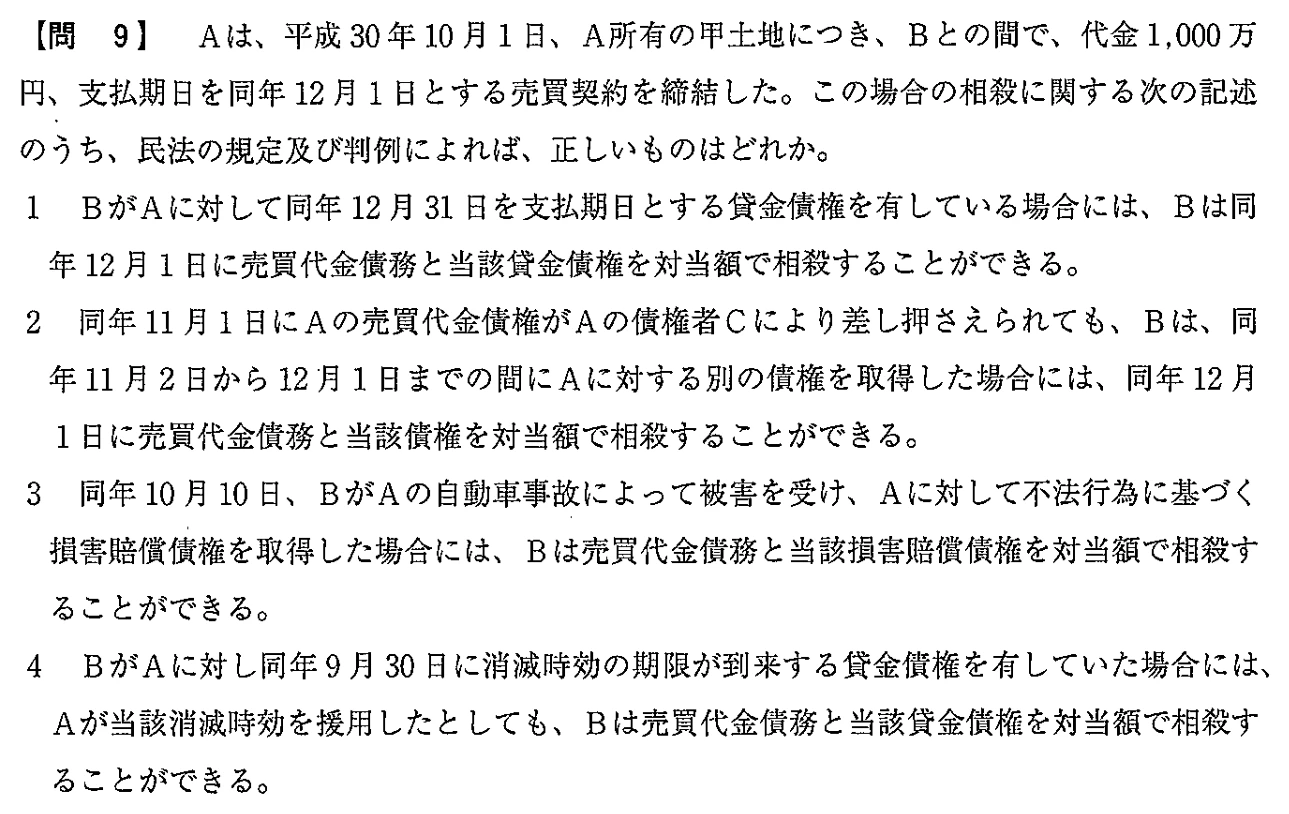 【問　9】　Aは、平成30年10月1日、A所有の甲土地につき、Bとの間で、代金1,000万
円、支払期日を同年12月1日とする売買契約を締結した。この場合の相殺に関する次の記述
のうち、民法の規定及び判例によれば、正しいものはどれか。
1　BがAに対して同年12月31日を支払期日とする貸金債権を有している場合には、Bは同
年12月1日に売買代金債務と当該貸金債権を対当額で相殺することができる。
2　同年11月1日にAの売買代金債権がAの債権者Cにより差し押さえられても、Bは、同
年11月2日から12月1日までの間にAに対する別の債権を取得した場合には、同年12月
1日に売買代金債務と当該債権を対当額で相殺することができる。
3　同年10月10日、BがAの自動車事故によって被害を受け、Aに対して不法行為に基づく
損害賠償債権を取得した場合には、Bは売買代金債務と当該損害賠償債権を対当額で相殺す
ることができる。
4　BがAに対し同年9月30日に消滅時効の期限が到来する貸金債権を有していた場合には、
Aが当該消滅時効を援用したとしても、Bは売買代金債務と当該貸金債権を対当額で相殺す
ることができる。